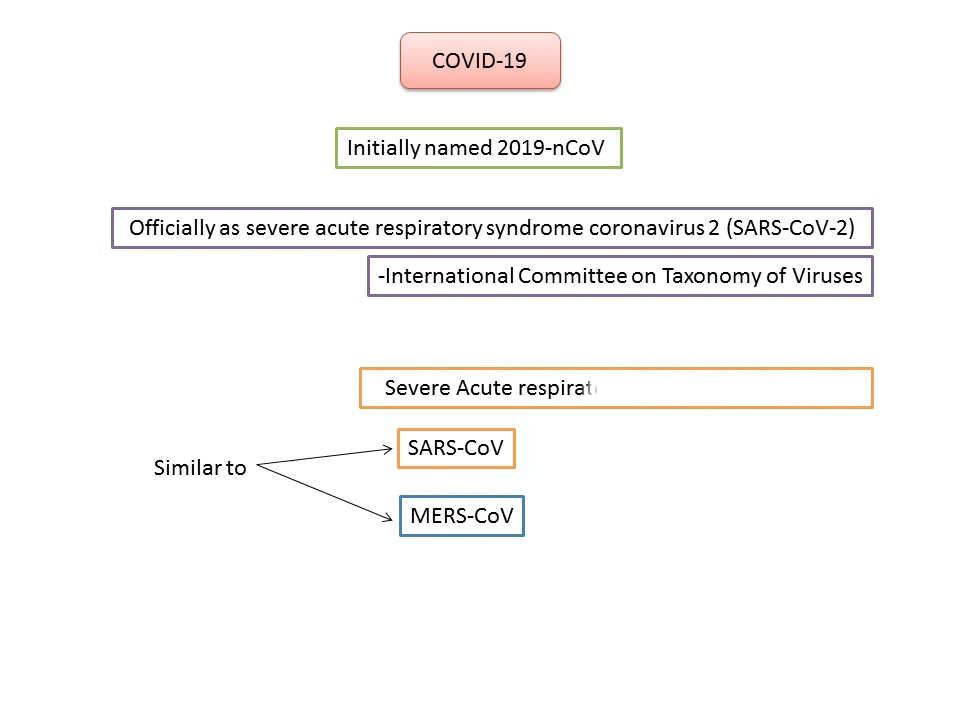 COVID-19
Initially named 2019-nCoV
Officially as severe acute respiratory syndrome coronavirus 2 (SARS-CoV-2)
-International Committee on Taxonomy of Viruses
Severe Acute
SARS-CoV
Similar to
MERS-CoV